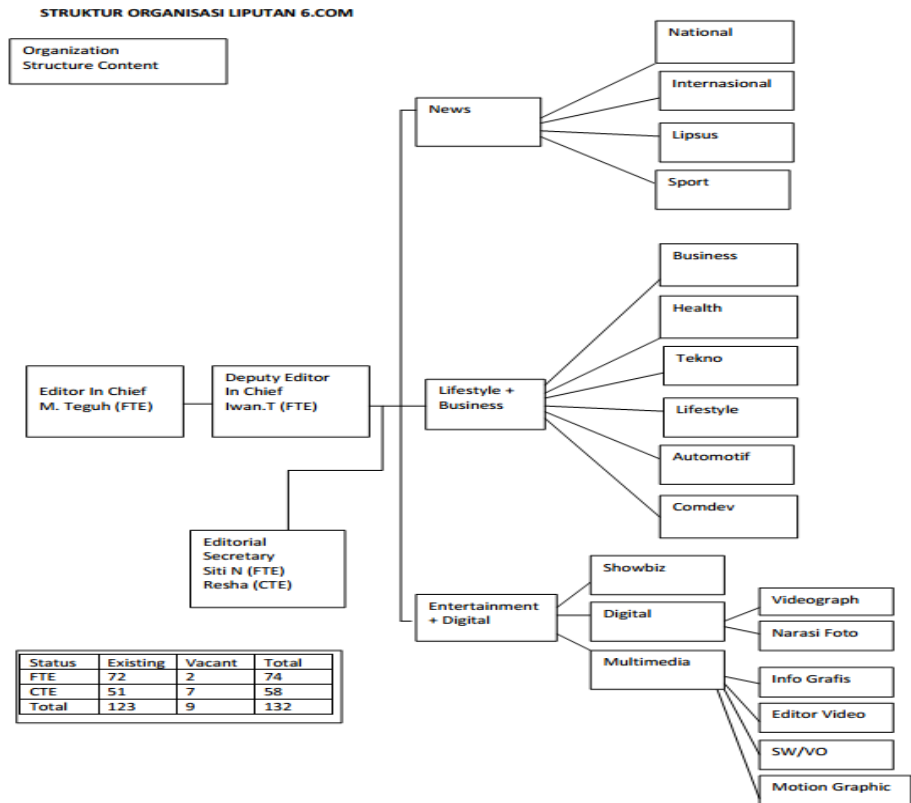 STRUKTUR ORGANISASI LIPUTAN 6.COM
Organization
Structure Content
News
National
Internasional
Lipsus
Sport
Editor In Chief
M. Teguh (FTE)
Deputy Editor
In Chief
Iwan.T (FTE)
Editorial
Secretary
Siti N (FTE)
Resha (CTE)
Lifestyle +
Business
Business
Health
Tekno
Lifestyle
Automotif
Comdev
Entertainment
+ Digital
Showbiz
Digital
Multimedia
Videograph
Narasi Foto
Info Grafis
Editor Video
SW/VO
Motion Graphic
Status Existing Vacant Total
FTE 72 2 74
CTE 51 7 58
Total 123 9 132